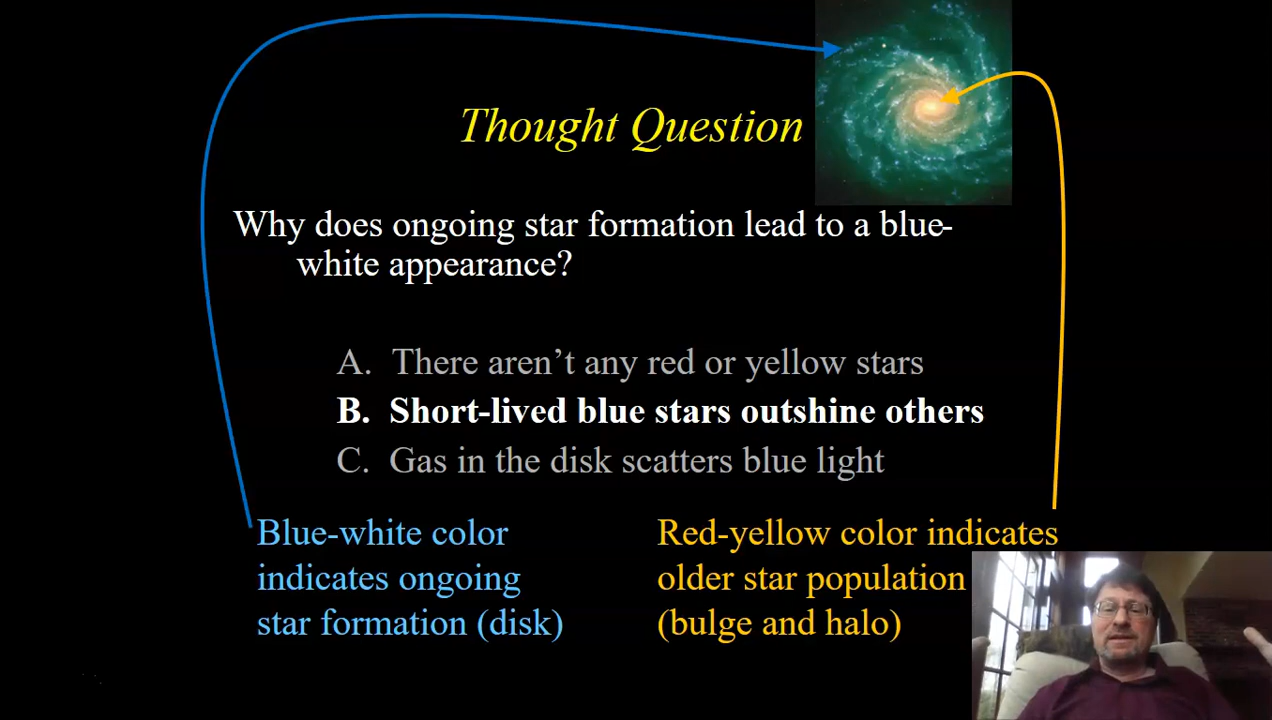 Thought Question
Why does ongoing star formation lead to a blue-
white appearance?
A. There aren’t any red or yellow stars
B. Short-lived blue stars outshine others
C. Gas in the disk scatters blue light
Blue-white color
indicates ongoing
star formation (disk)
Red-yellow color indicates
older star population
(bulge and halo)